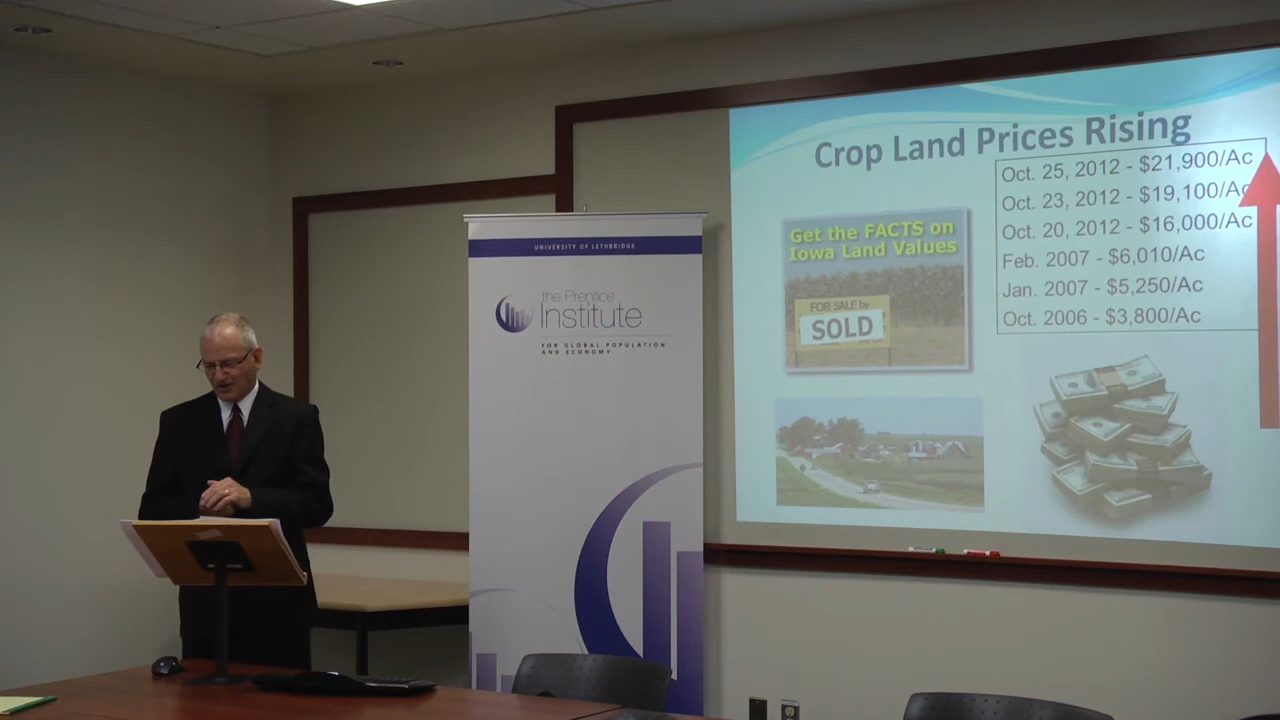 UNIVERSITY OF LETHBRIDGE
the Prentice
Institute
FOR GLOBAL POPULATION
AND ECONOMY
Crop Land Prices Rising
Oct. 25, 2012 - $21,900/Ac
Oct. 23, 2012 - $19,100/Ac
Oct. 20, 2012 - $16,000/Ac
Feb. 2007 - $6,010/Ac
Jan. 2007 - $5,250/Ac
Oct. 2006 - $3,800/Ac
Get the FACTS on
Iowa Land Values
FOR SALE by
SOLD